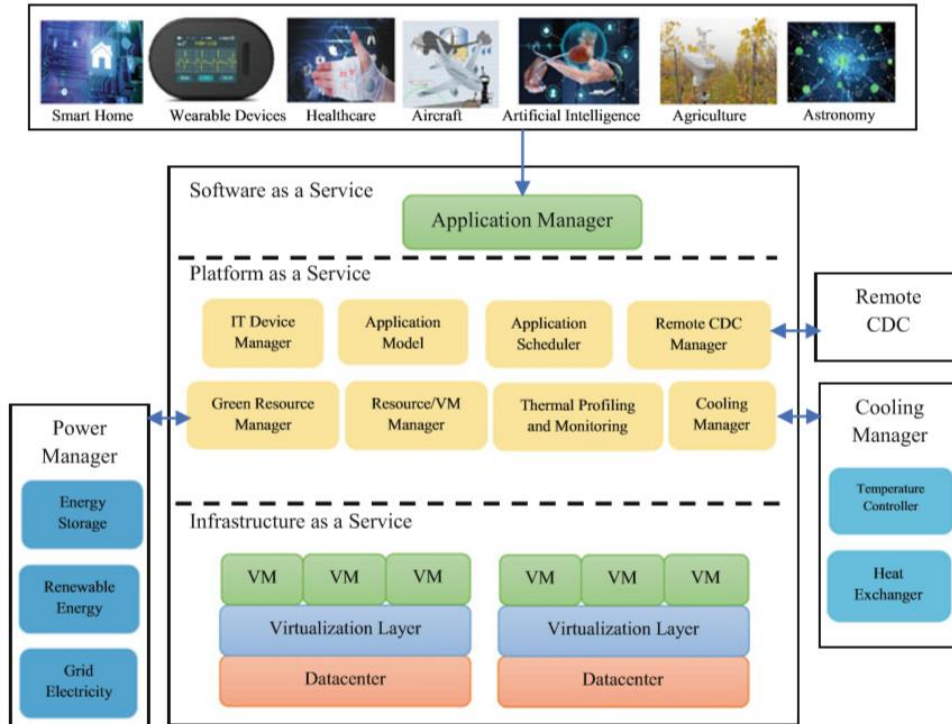 Smart Home Wearable Devices Healthcare Aircraft Artificial Intelligence Agriculture Astronomy
Software as a Service
Application Manager
Platform as a Service
IT Device
Manager
Application
Model
Application
Scheduler
Remote CDC
Manager
Remote
CDC
Green Resource
Manager
Resource/VM
Manager
Thermal Profiling
and Monitoring
Cooling
Manager
Power
Manager
Energy
Storage
Renewable
Energy
Grid
Electricity
Cooling
Manager
Temperature
Controller
Heat
Exchanger
Infrastructure as a Service
VM VM VM
Virtualization Layer
Datacenter
VM VM VM
Virtualization Layer
Datacenter